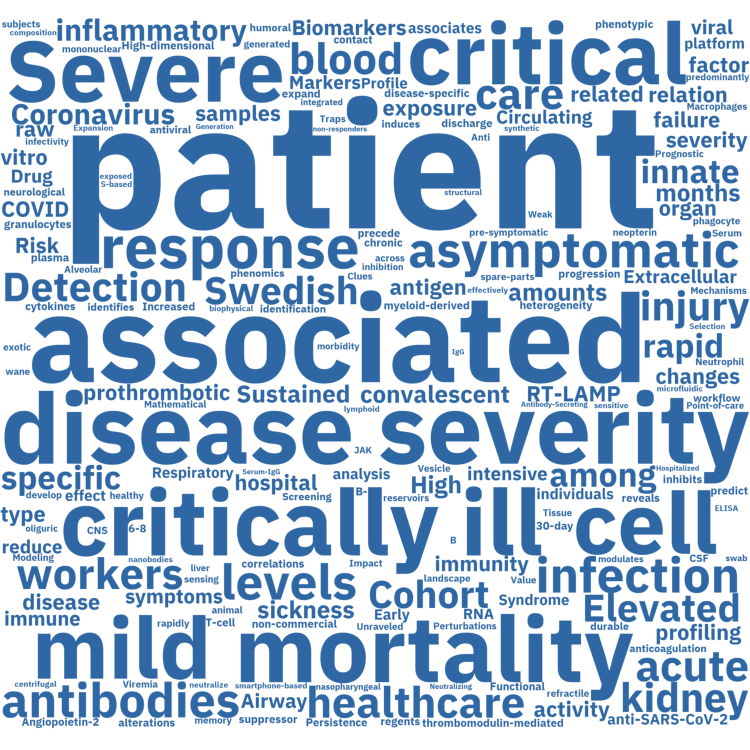 subjects
composition
inflammatory
humoral
Biomarkers
associates
phenotypic
viral
mononuclear
High-dimensional
generated
contact
platform
Severe
blood
critical
factor
predominantly
Markers
Profile
expand
integrated
disease-specific
care
related
relation
Coronavirus
samples
Traps
exposure
Circulating
Macrophages
failure
raw
Expansion
antiviral
Generation
non-responders
induces
discharge
Anti
synthetic
severity
infectivity
patient
Prognostic
vitro
Drug
exposed
S-based
innate
neurological
structural
months
COVID
Weak
organ
granulocytes
phagocyte
Risk
plasma
response
precede
chronic
pre-symptomatic
neopterin
Serum
asymptomatic
Alveolar
phenomics
Clues
across
inhibition
spare-parts
progression
Extracellular
Detection
Swedish
antigen
effectively
amounts
Mechanisms
cytokines
identifies
Increased
biophysical
identification
myeloid-derived
heterogeneity
injury
Selection
exotic
associated
morbidity
IgG
rapid
Neutrophil
wane
changes
prothrombotic
Sustained
convalescent
RT-LAMP
microfluidic
workflow
Mathematical
lymphoid
Antibody-Secreting
sensitive
Point-of-care
disease severity
JAK
specific
Respiratory
Serum-IgG
hospital
analysis
Vesicle
High
intensive
among
Hospitalized
inhibits
develop
effect
healthy
Screening
B-
reservoirs
individuals
reveals
predict
type
oliguric
CNS
6-8
critically ill
cell
Tissue
30-day
ELISA
B
reduce
Modeling
nanobodies
liver
correlations
Impact
immunity
modulates
CSF
swab
workers
sensing
levels
landscape
Value
infection
disease
symptoms
animal
sickness
Cohort
Early
RNA
Syndrome
Elevated
immune
rapidly
T-cell
non-commercial
Unraveled
Perturbations
durable
profiling
mild mortality
anticoagulation
acute
centrifugal
Viremia
neutralize
smartphone-based
nasopharyngeal
Neutralizing
Functional
refractile
antibodies
Airway
healthcare
activity
kidney
Angiopoietin-2
alterations
memory
suppressor
Persistence
regents
thrombomodulin-mediated
anti-SARS-CoV-2